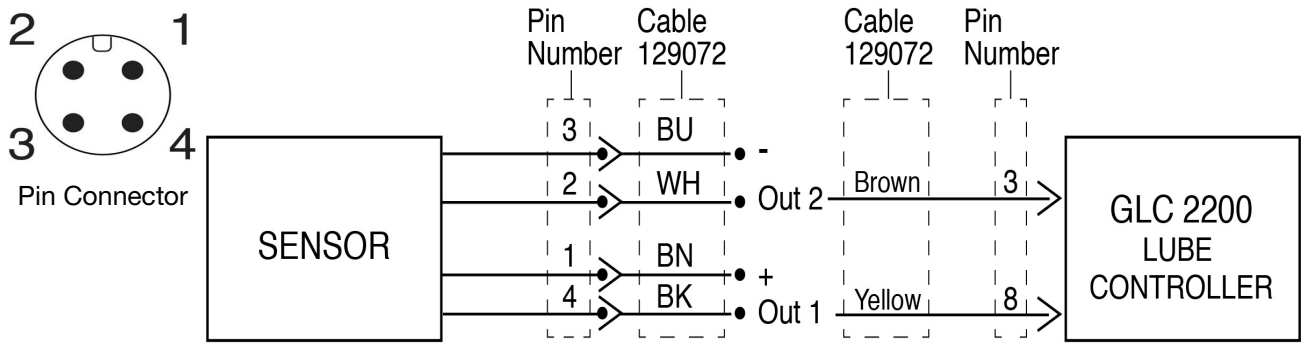 2 1
3 4
Pin Connector
SENSOR
Pin
Number
Cable
129072
Cable
129072
Pin
Number
3 BU -
2 WH Out 2 Brown 3
1 BN +
4 BK Out 1 Yellow 8
GLC 2200
LUBE
CONTROLLER